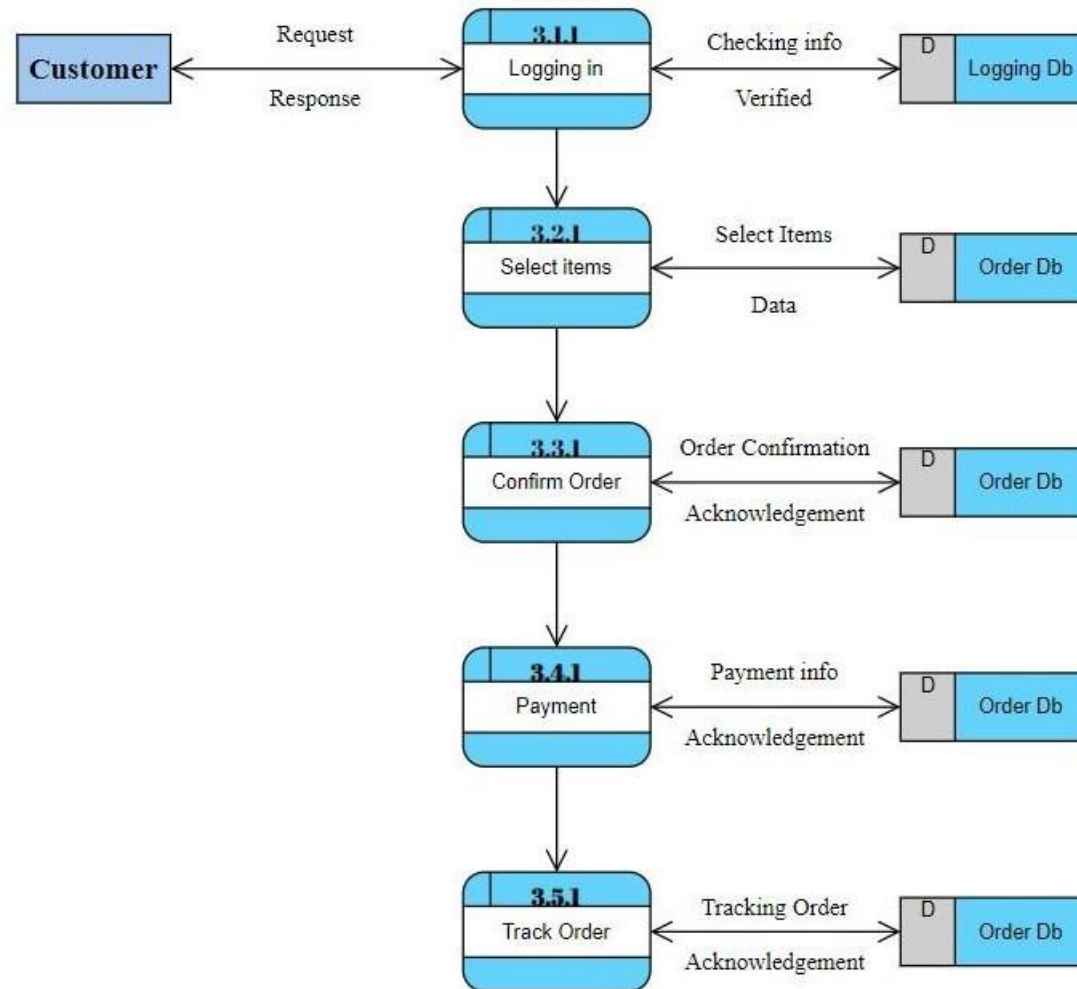 3.1.1
Request
Checking info
D
Customer
Logging in
Logging Db
Response
Verified
3.2.1
Select Items
D
Select items
Order Db
Data
3.3.1
Order Confirmation
D
Confirm Order
Order Db
Acknowledgement
3.4.1
Payment info
D
Payment
Order Db
Acknowledgement
3.5.1
Tracking Order
D
Track Order
Order Db
Acknowledgement